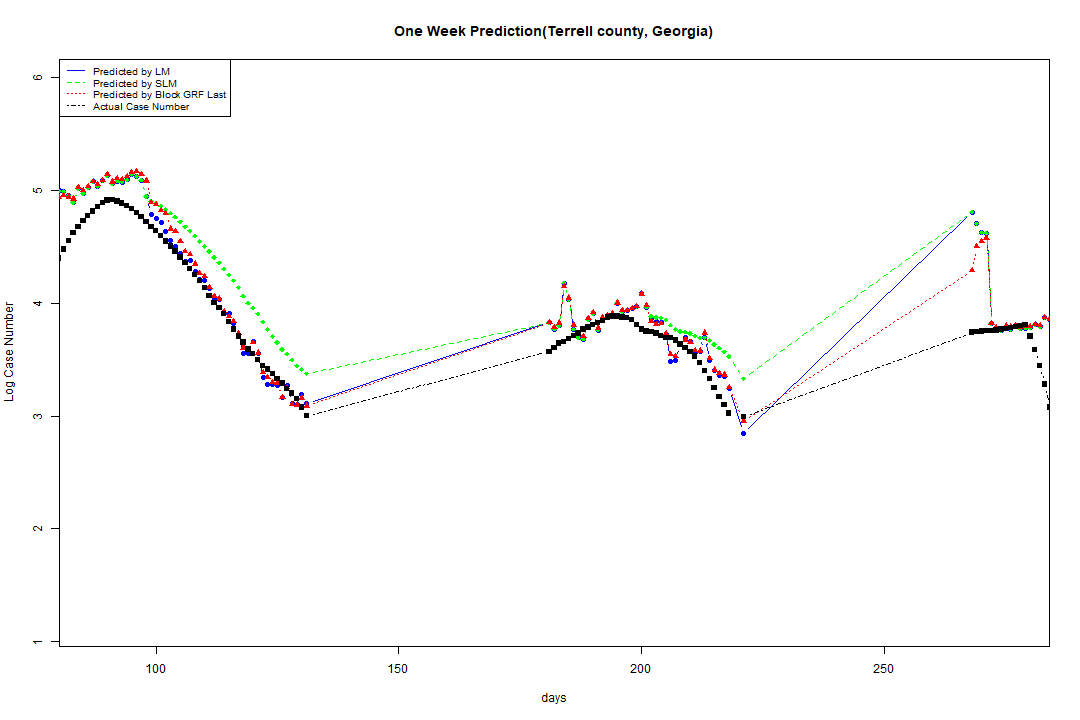 One Week Prediction(Terrell county, Georgia)
Predicted by LM
Predicted by SLM
Predicted by Block GRF Last
Actual Case Number
6
5
4
3
2
1
Log Case Number
100 150 200 250
days